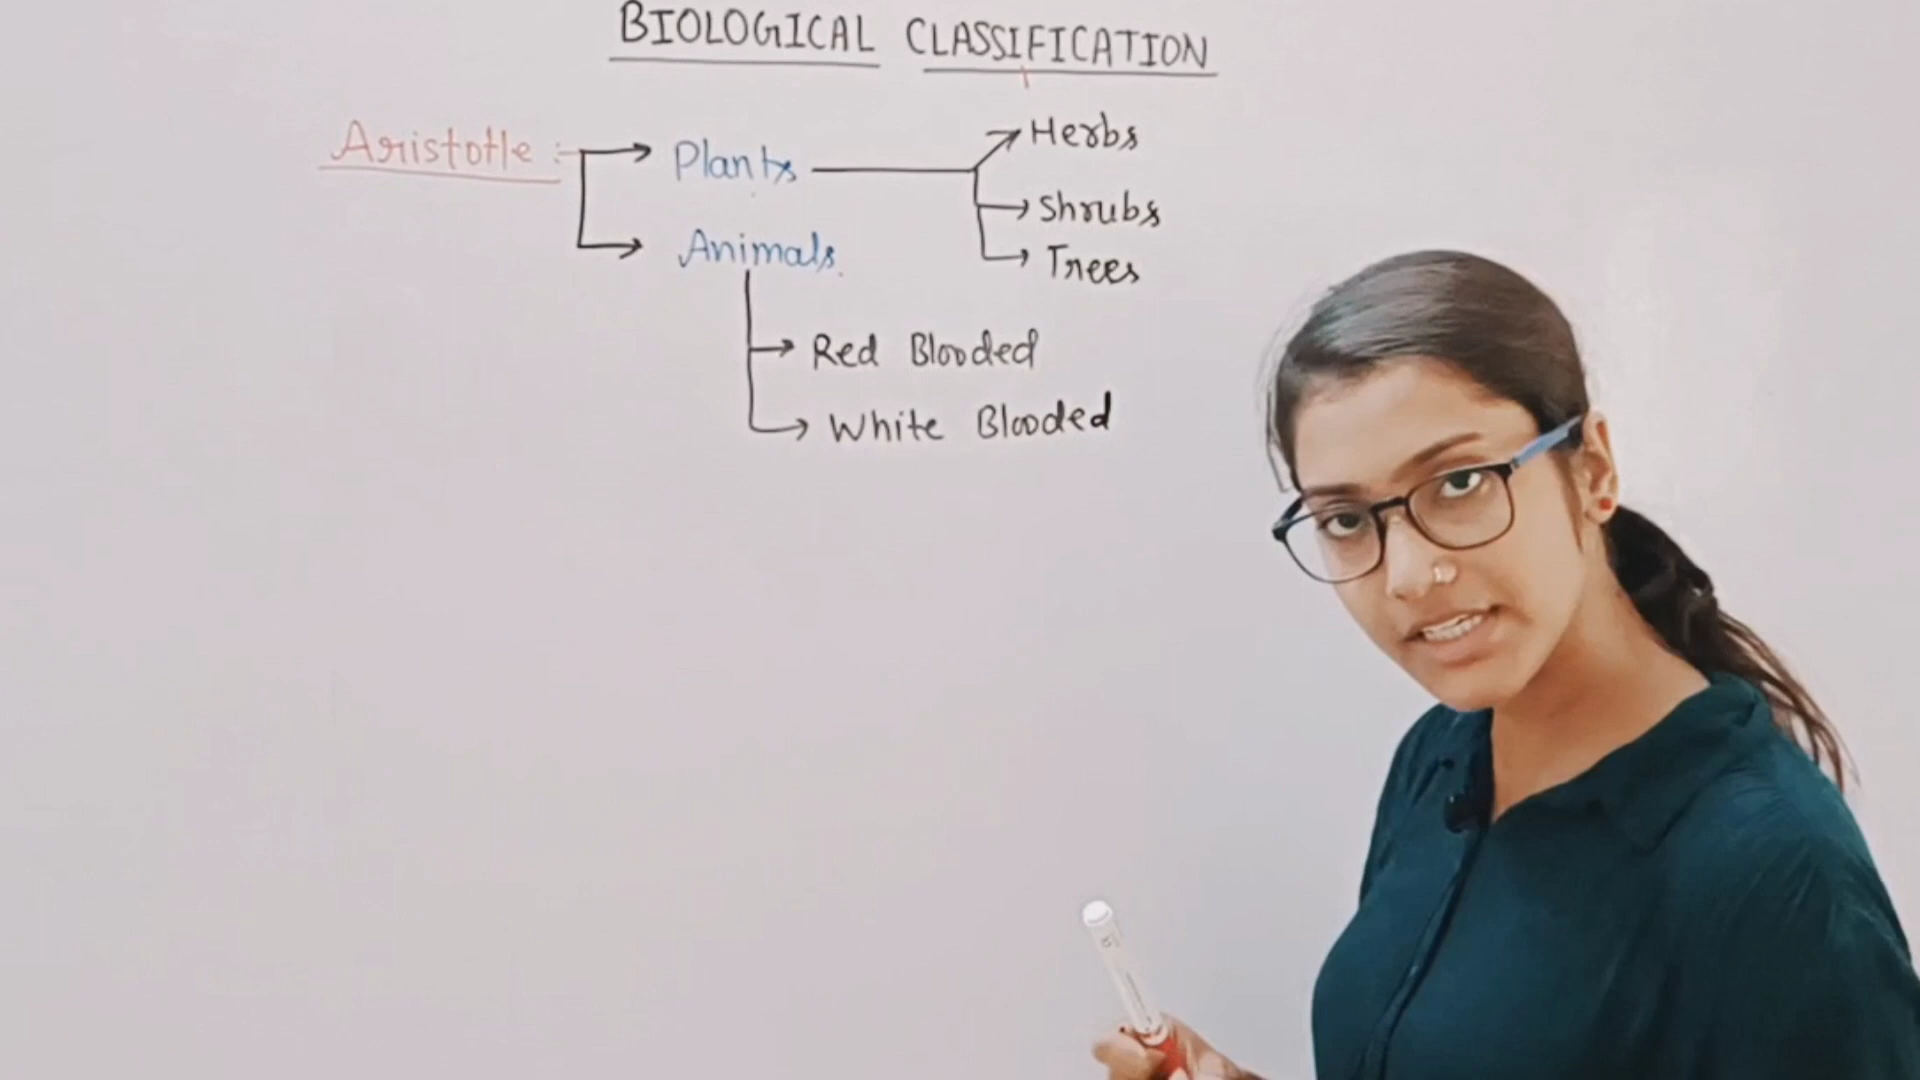 BIOLOGICAL CLASSIFICATION
Aristotle :-
Plants
Herbs
Shrubs
Trees
Animals
Red Blooded
White Blooded